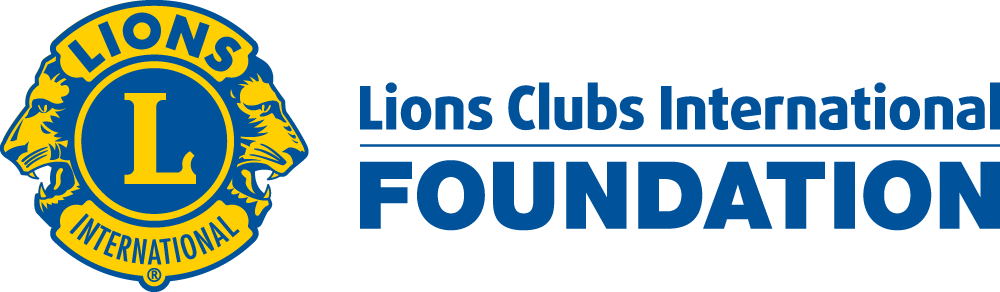 LIONS
L
INTERNATIONAL
®
Lions Clubs International
FOUNDATION